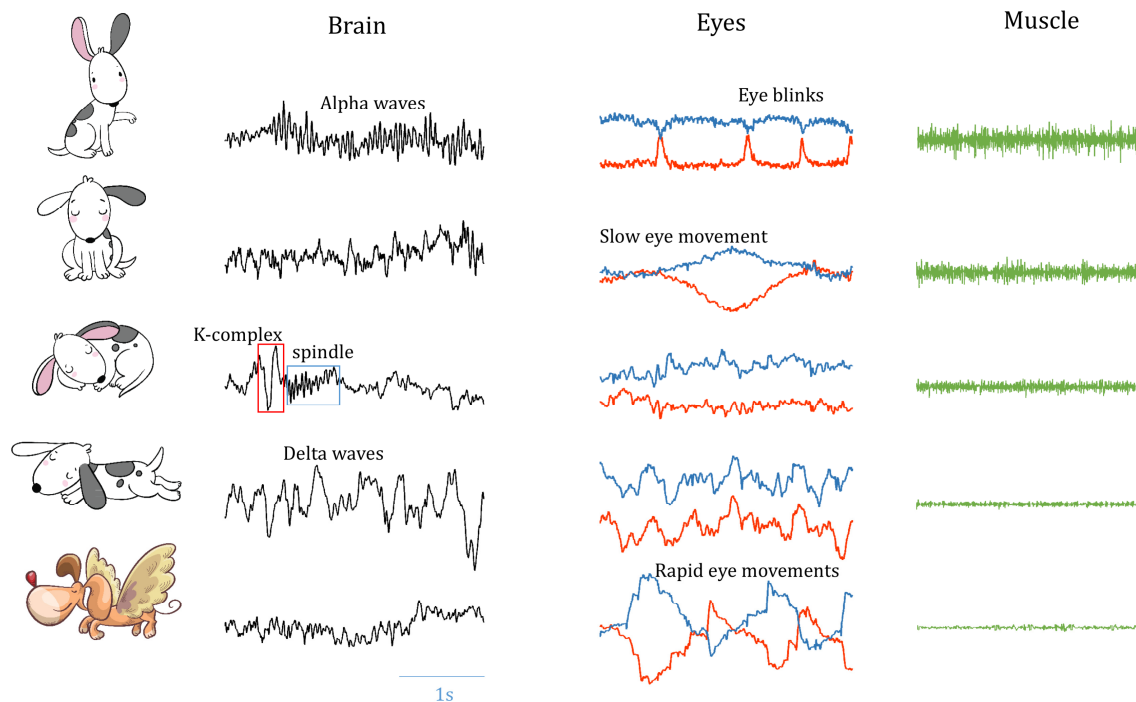 Brain
Eyes
Muscle
Alpha waves
Eye blinks
Slow eye movement
K-complex
spindle
Delta waves
Rapid eye movements
1s